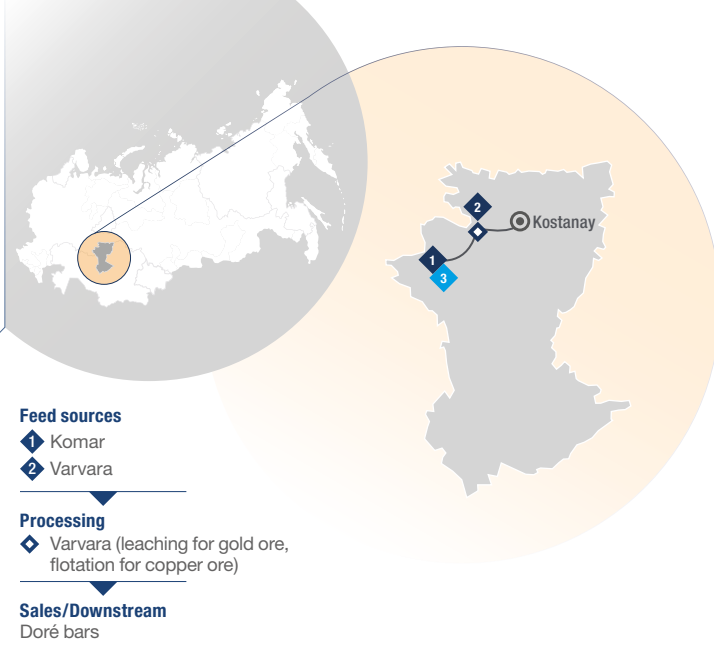 2
Kostanay
1
3
Feed sources
1 Komar
2 Varvara
Processing
Varvara (leaching for gold ore,
flotation for copper ore)
Sales/Downstream
Doré bars